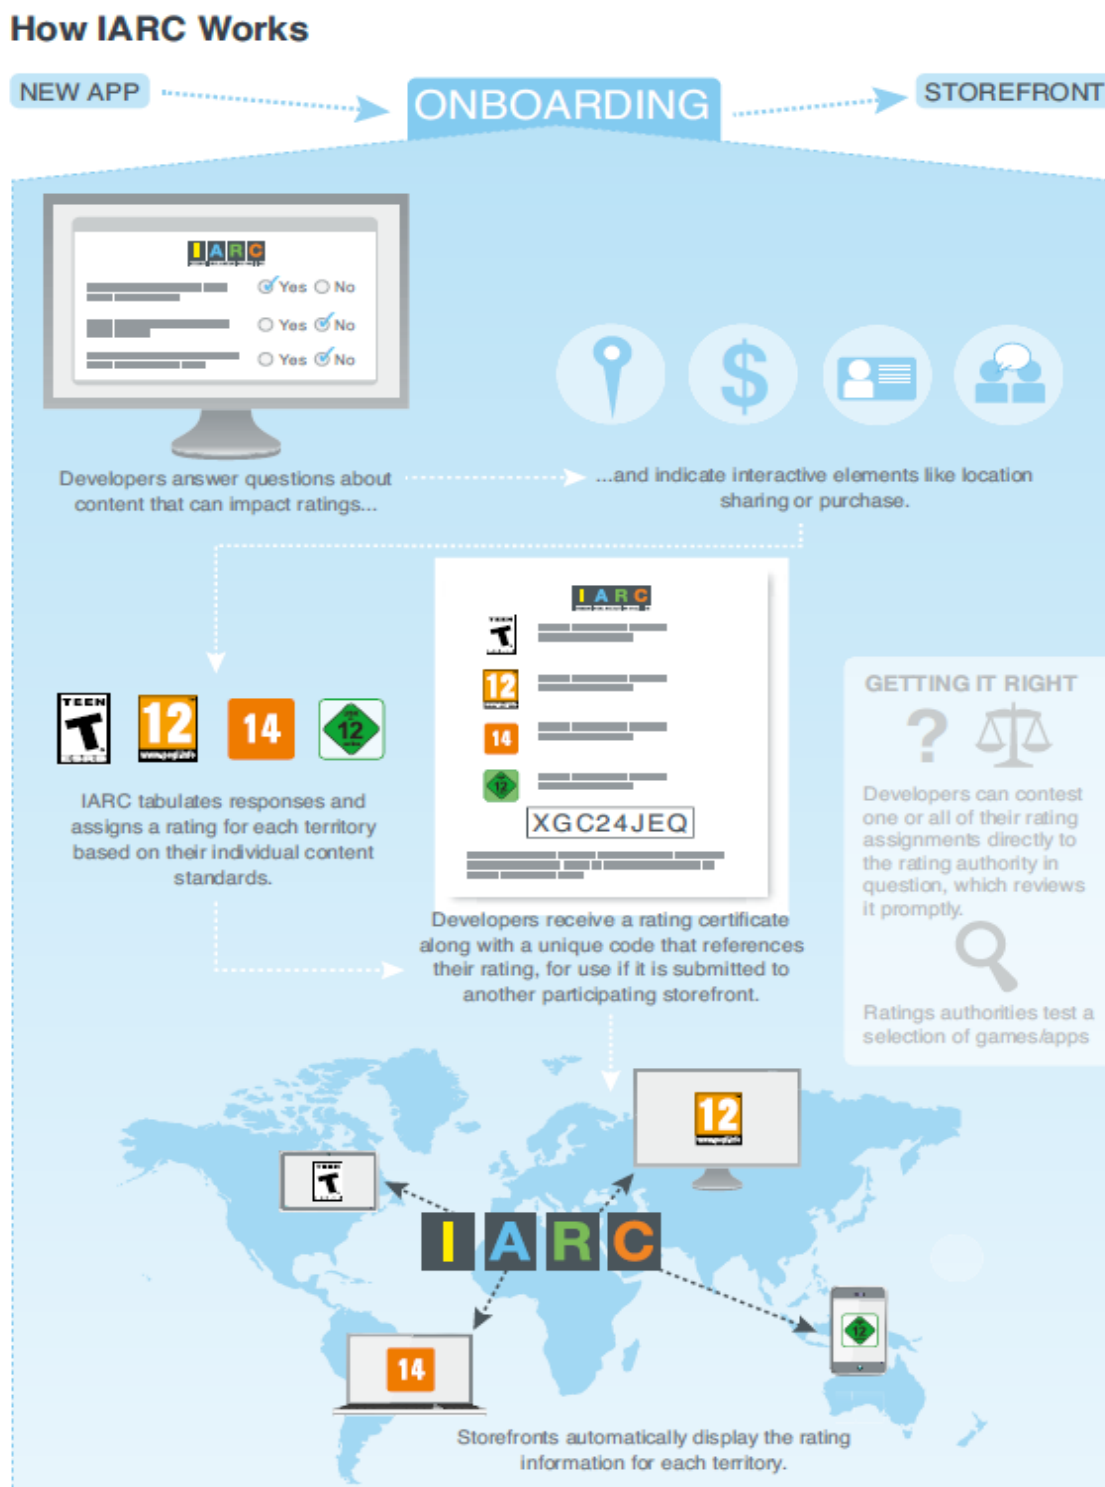 How IARC Works
NEW APP
ONBOARDING
STOREFRONT
IARC
Yes No
Yes No
Yes No
Developers answer questions about
content that can impact ratings...
$
...and indicate interactive elements like location
sharing or purchase.
TEEN
T
ESRB
12
www.pegi.info
14
12
IARC tabulates responses and
assigns a rating for each territory
based on their individual content
standards.
IARC
TEEN
T
12
14
12
XGC24JEQ
Developers receive a rating certificate
along with a unique code that references
their rating, for use if it is submitted to
another participating storefront.
GETTING IT RIGHT
?
Developers can contest
one or all of their rating
assignments directly to
the rating authority in
question, which reviews
it promptly.
Ratings authorities test a
selection of games/apps
12
T
IARC
12
14
Storefronts automatically display the rating
information for each territory.